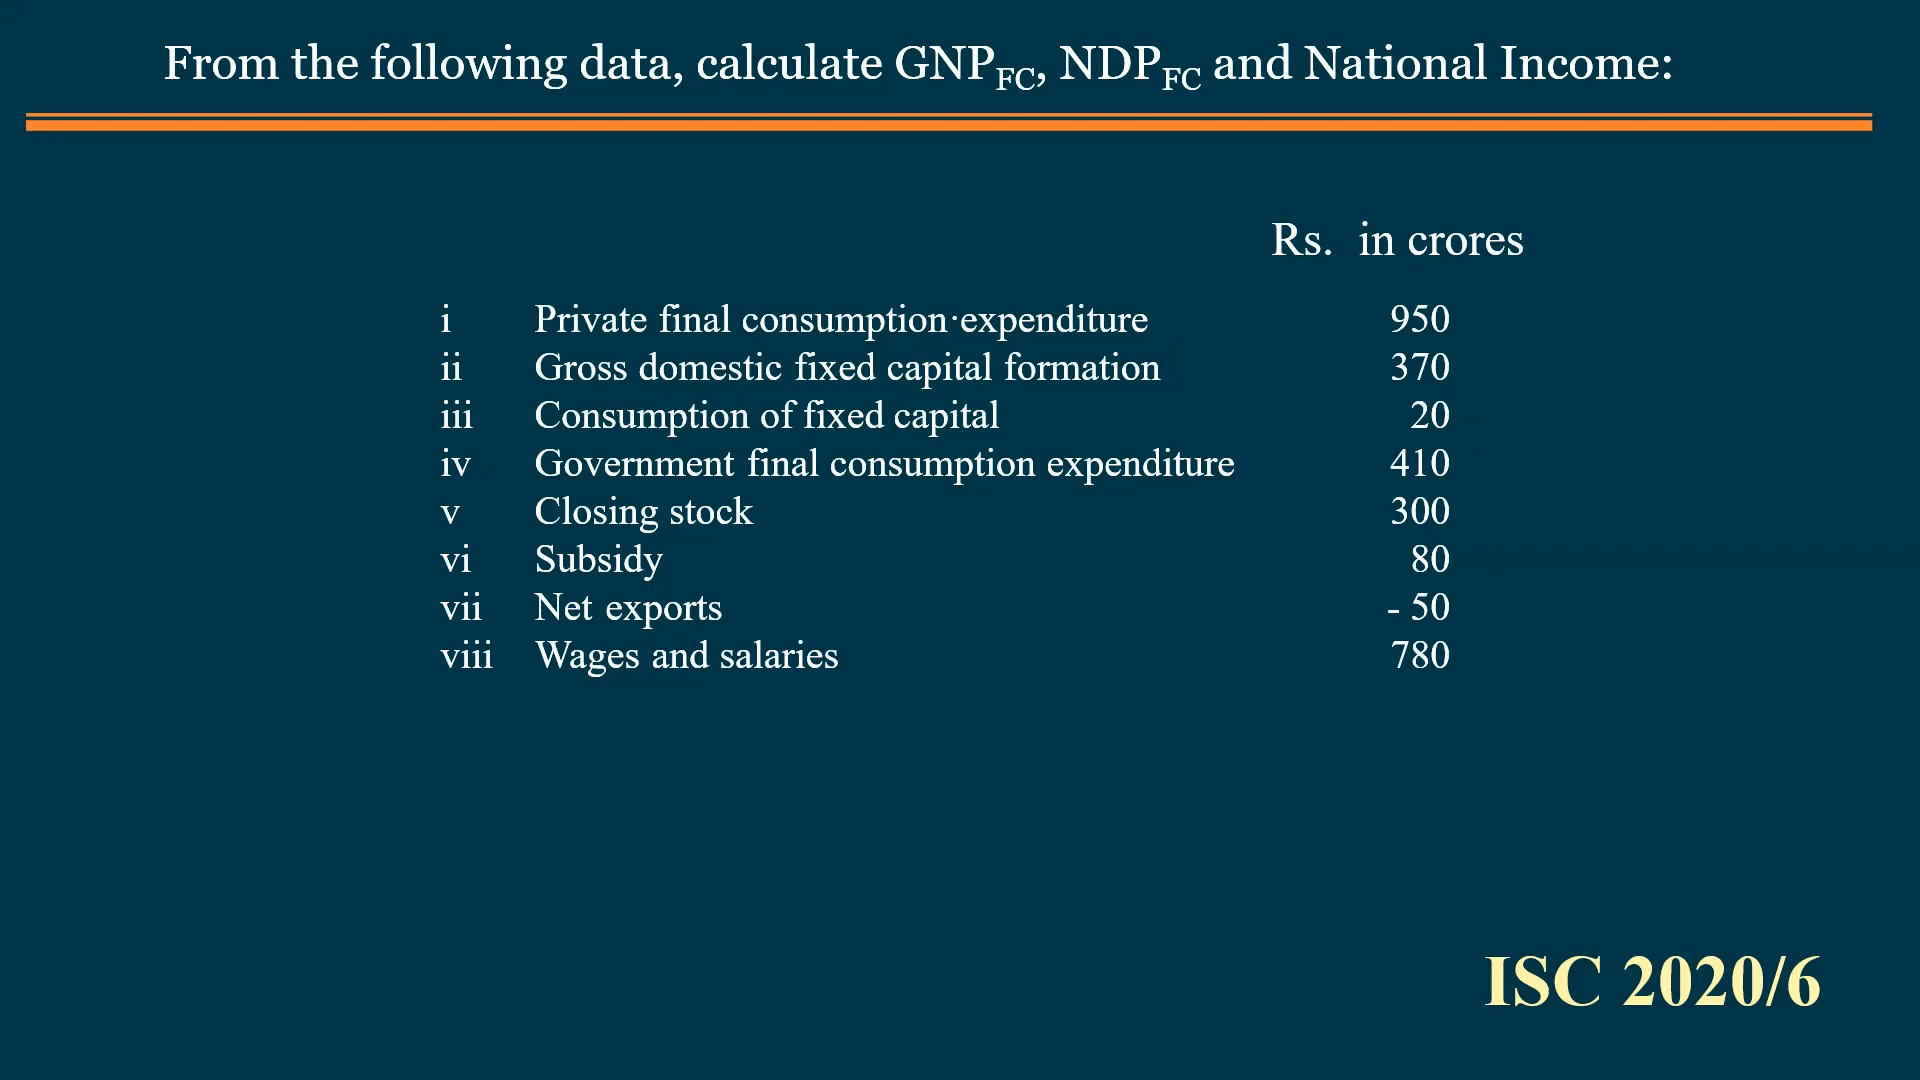 From the following data, calculate GNPFC, NDPFC and National Income:
Rs. in crores
i Private final consumption·expenditure 950
ii Gross domestic fixed capital formation 370
iii Consumption of fixed capital 20
iv Government final consumption expenditure 410
v Closing stock 300
vi Subsidy 80
vii Net exports - 50
viii Wages and salaries 780
ISC 2020/6